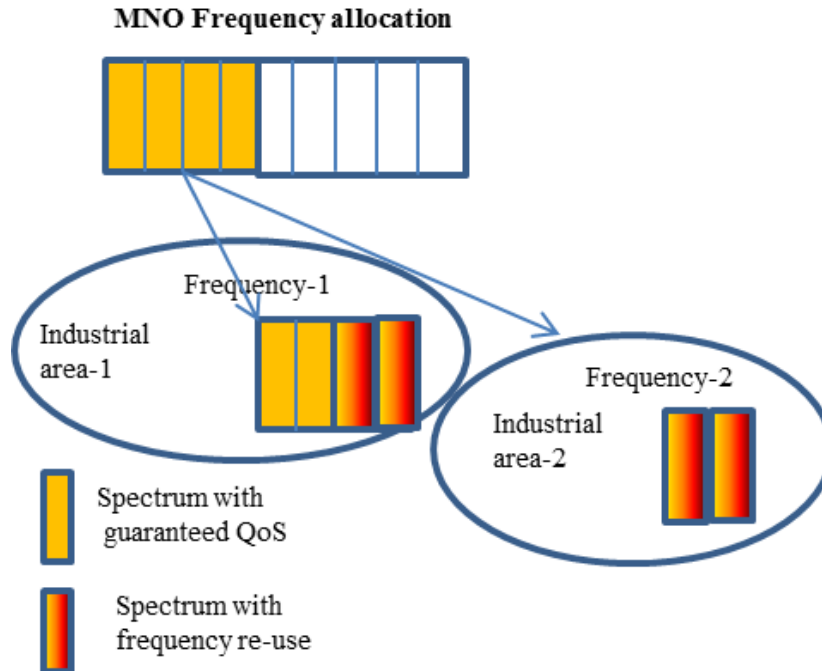 MNO Frequency allocation
Frequency-1
Industrial
area-1
Frequency-2
Industrial
area-2
Spectrum with
guaranteed QoS
Spectrum with
frequency re-use